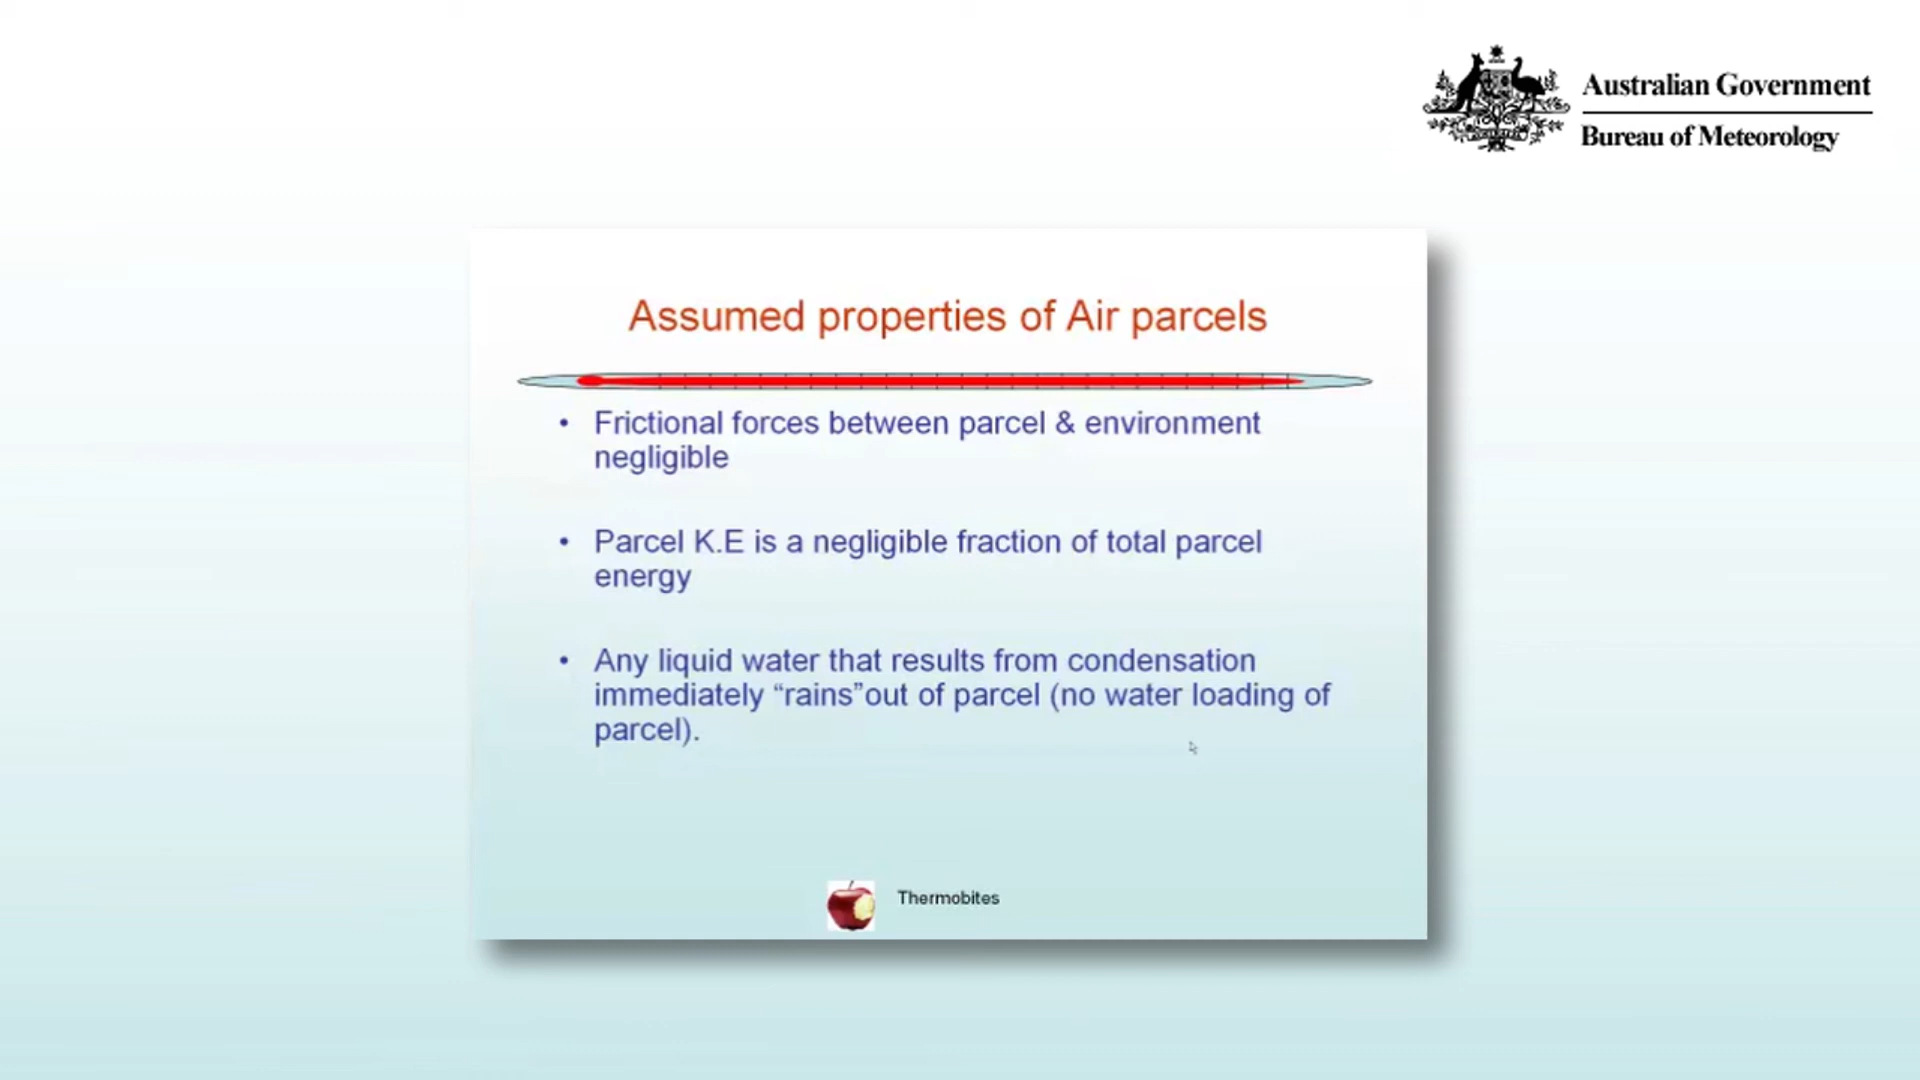 Australian Government
Bureau of Meteorology
Assumed properties of Air parcels
• Frictional forces between parcel & environment
negligible
• Parcel K.E is a negligible fraction of total parcel
energy
• Any liquid water that results from condensation
immediately “rains”out of parcel (no water loading of
parcel).
Thermobites